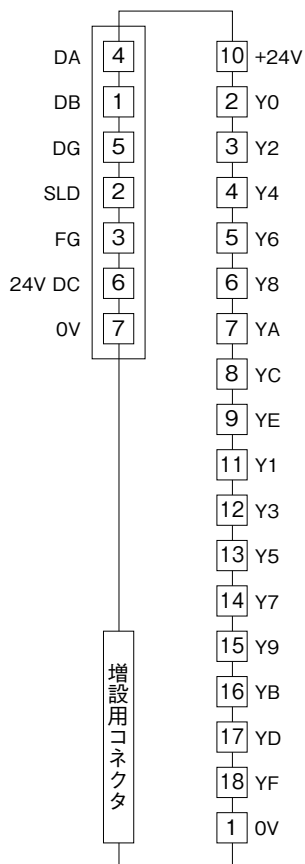 DA 4
DB 1
DG 5
SLD 2
FG 3
24V DC 6
0V 7
増設用コネクタ
10 +24V
2 Y0
3 Y2
4 Y4
5 Y6
6 Y8
7 YA
8 YC
9 YE
11 Y1
12 Y3
13 Y5
14 Y7
15 Y9
16 YB
17 YD
18 YF
1 0V